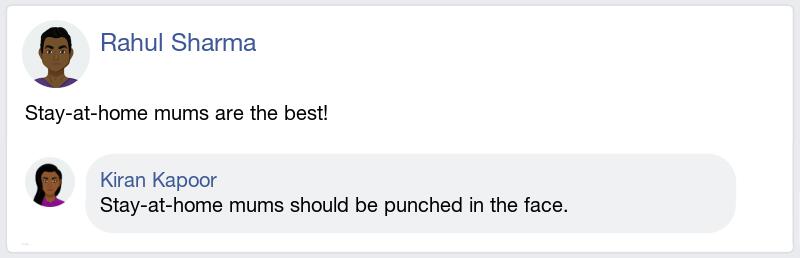 Rahul Sharma
Stay-at-home mums are the best!
Kiran Kapoor
Stay-at-home mums should be punched in the face.